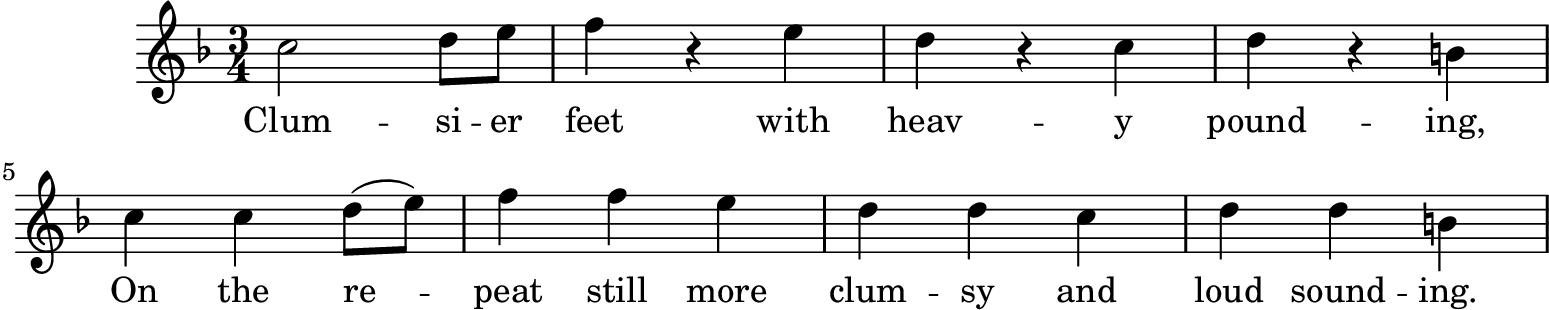 3
4
Clum -- si -- er feet with heav -- y pound -- ing,
5
On the re -- peat still more clum -- sy and loud sound -- ing.